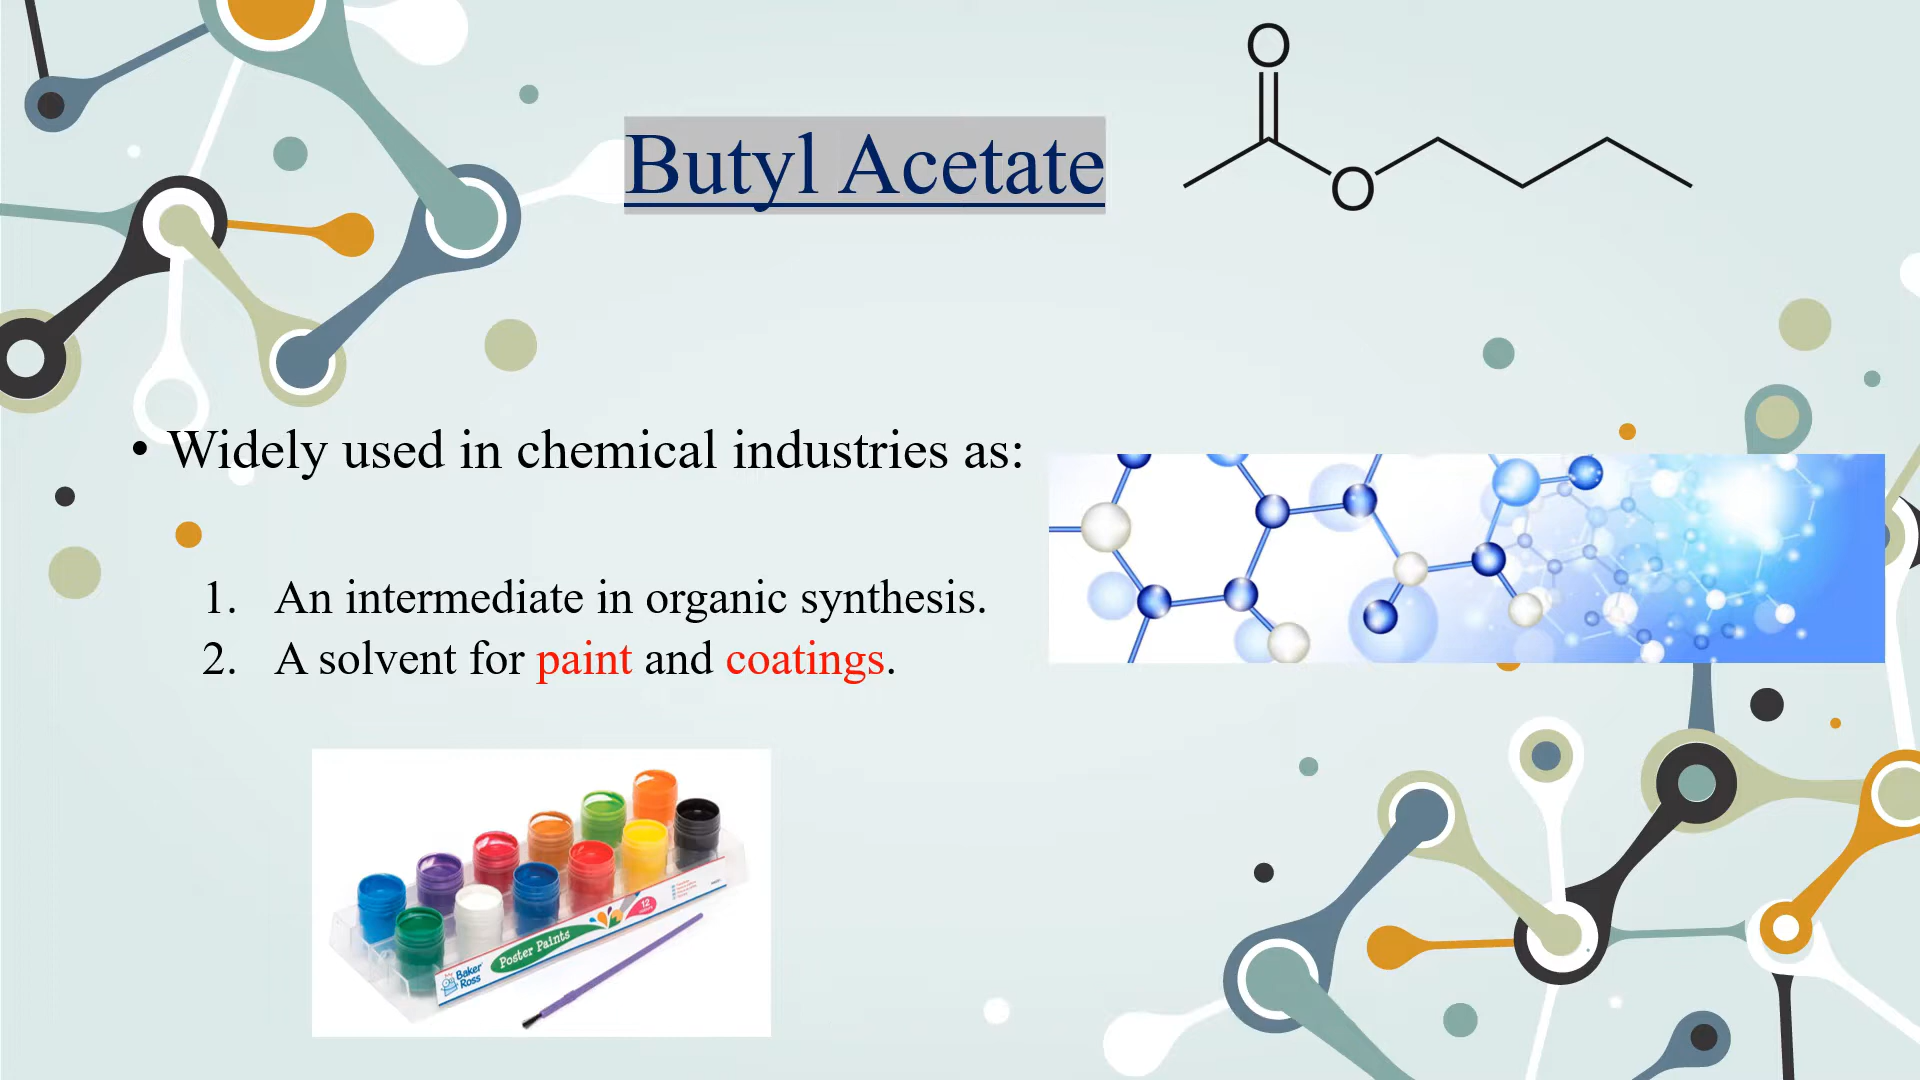 O
Butyl Acetate
O
• Widely used in chemical industries as:
1. An intermediate in organic synthesis.
2. A solvent for paint and coatings.
12
Poster Paints
Baker
Ross